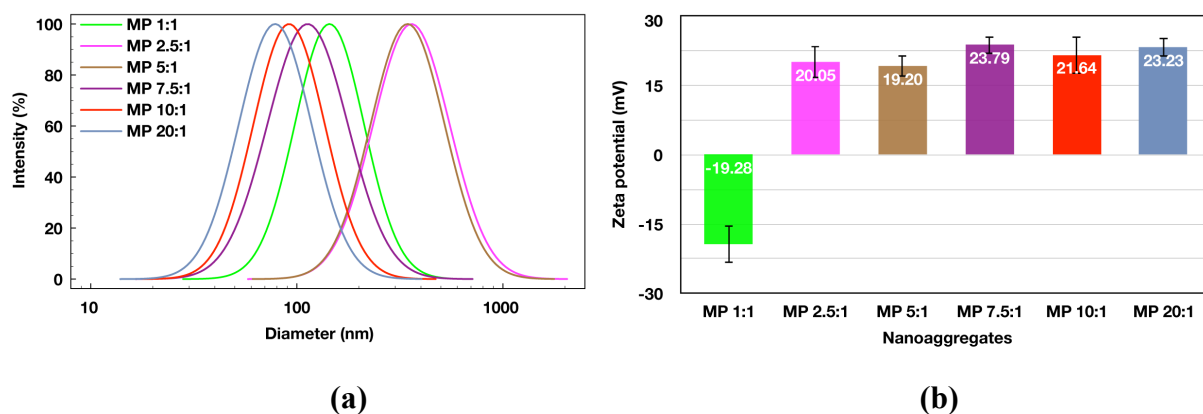 100
80
60
40
20
0
Intensity (%)
MP 1:1
MP 2.5:1
MP 5:1
MP 7.5:1
MP 10:1
MP 20:1
10 100 1000
Diameter (nm)
(a)
30
15
0
-15
-30
Zeta potential (mV)
-19.28 20.05 19.20 23.79 21.64 23.23
MP 1:1 MP 2.5:1 MP 5:1 MP 7.5:1 MP 10:1 MP 20:1
Nanoaggregates
(b)